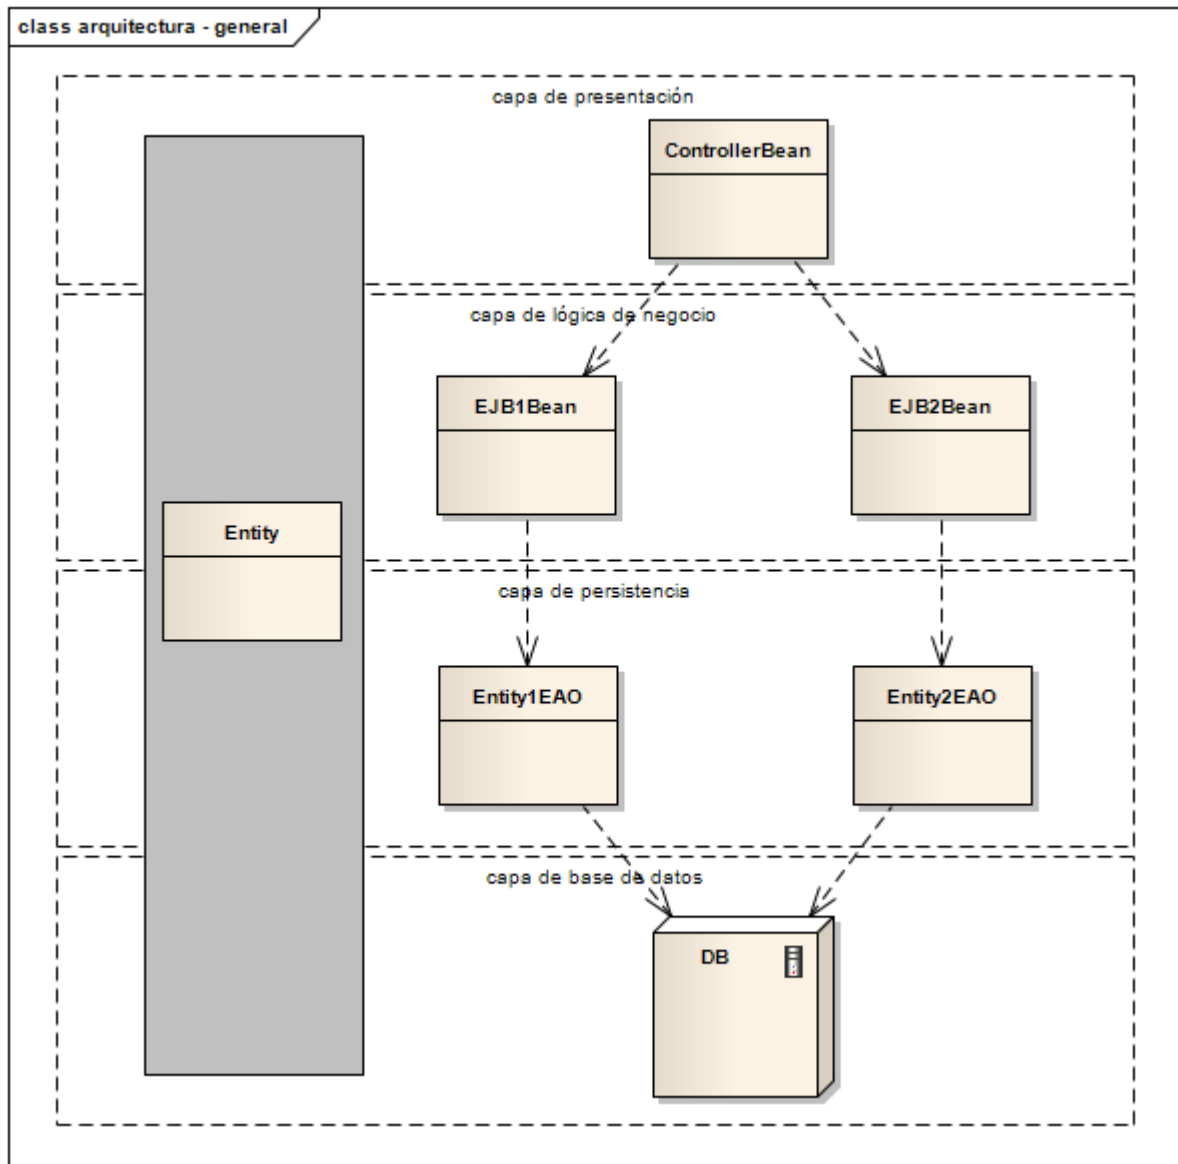 class arquitectura - general
capa de presentación
ControllerBean
capa de lógica de negocio
EJB1Bean
EJB2Bean
Entity
capa de persistencia
Entity1EAO
Entity2EAO
capa de base de datos
DB